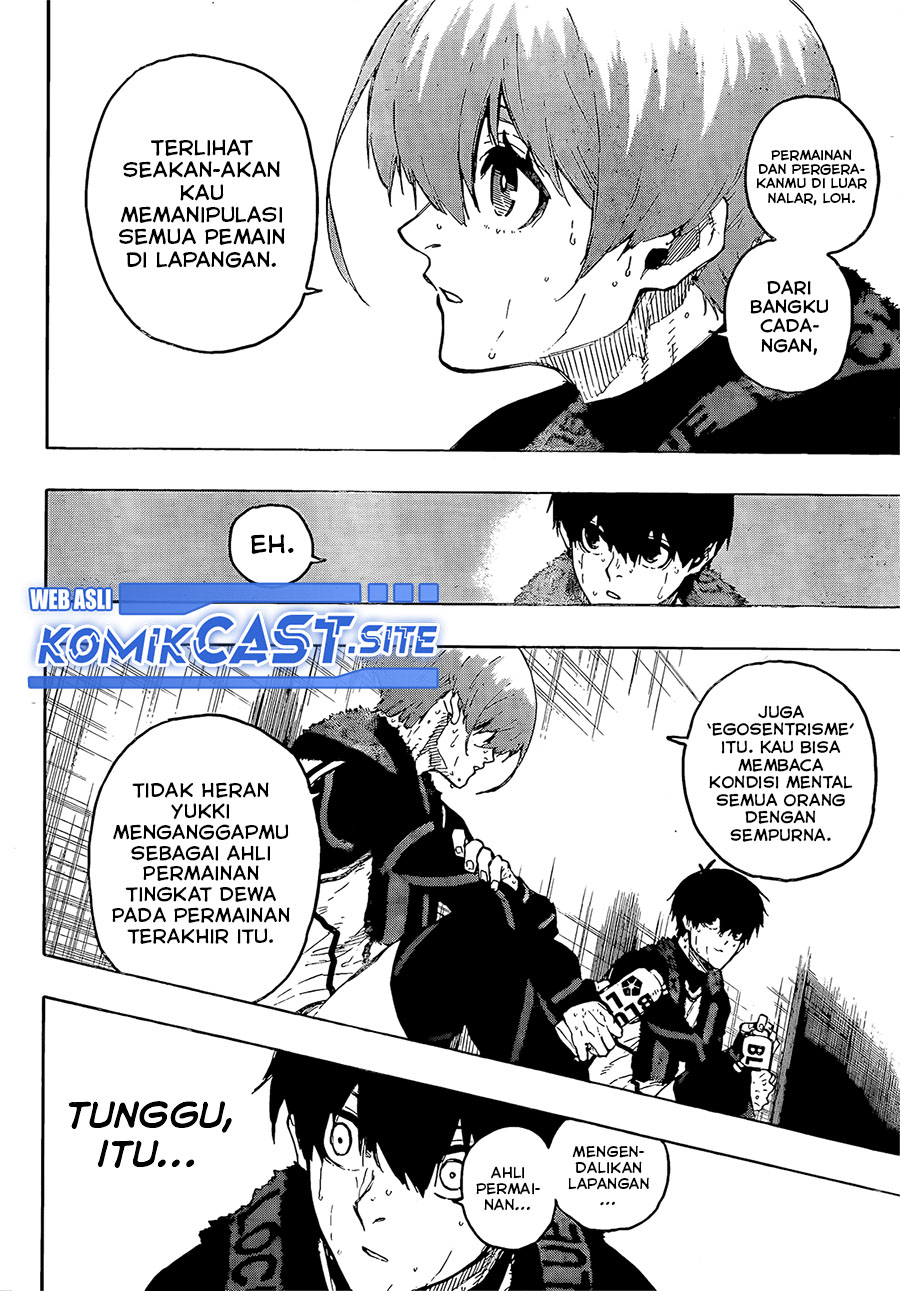 PERMAINAN
DAN PERGERA-
KANMU DI LUAR
NALAR, LOH.
DARI
BANGKU
CADA-
NGAN,
TERLIHAT
SEAKAN-AKAN
KAU
MEMANIPULASI
SEMUA PEMAIN
DI LAPANGAN.
EH.
WEB ASLI
KOMIKCAST.SITE
JUGA
‘EGOSENTRISME’
ITU. KAU BISA
MEMBACA
KONDISI MENTAL
SEMUA ORANG
DENGAN
SEMPURNA.
TIDAK HERAN
YUKKI
MENGANGGAPMU
SEBAGAI AHLI
PERMAINAN
TINGKAT DEWA
PADA PERMAINAN
TERAKHIR ITU.
BL
MENGEN-
DALIKAN
LAPANGAN
...
AHLI
PERMAI-
NAN...
TUNGGU,
ITU...
LOC